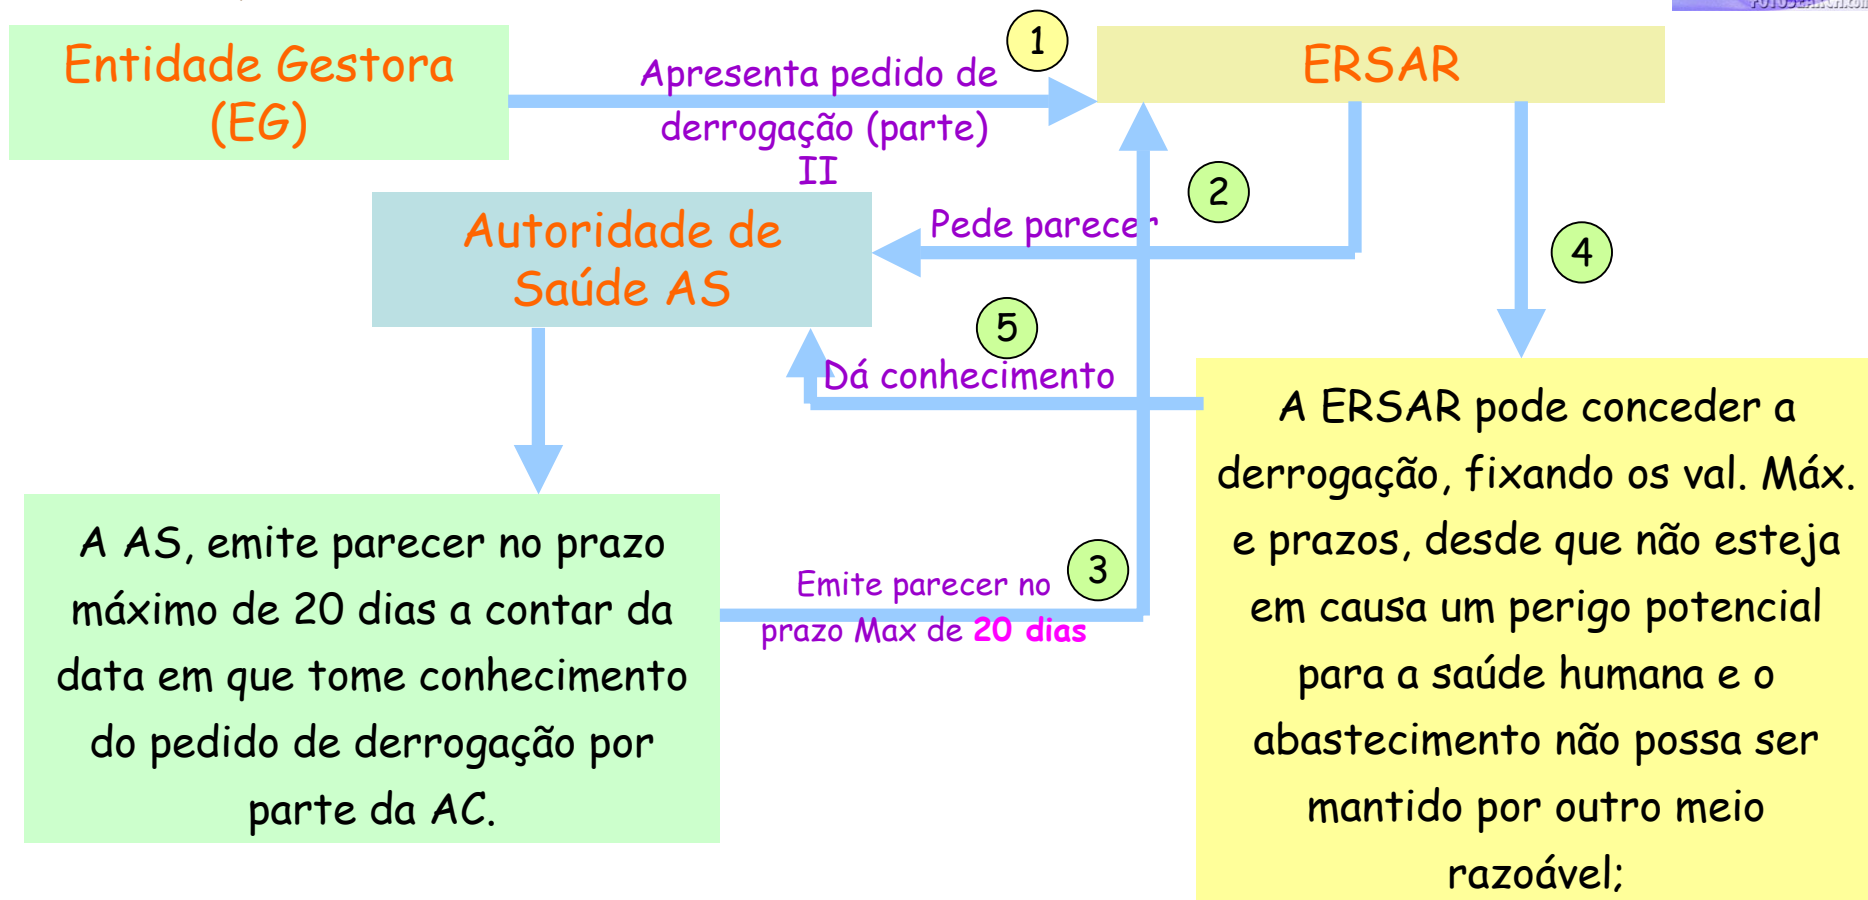 Entidade Gestora
(EG)
1
Apresenta pedido de
derrogação (parte)
II
ERSAR
Autoridade de
Saúde AS
2
Pede parecer
4
5
Dá conhecimento
A AS, emite parecer no prazo
máximo de 20 dias a contar da
data em que tome conhecimento
do pedido de derrogação por
parte da AC.
3
Emite parecer no
prazo Max de 20 dias
A ERSAR pode conceder a
derrogação, fixando os val. Máx.
e prazos, desde que não esteja
em causa um perigo potencial
para a saúde humana e o
abastecimento não possa ser
mantido por outro meio
razoável;